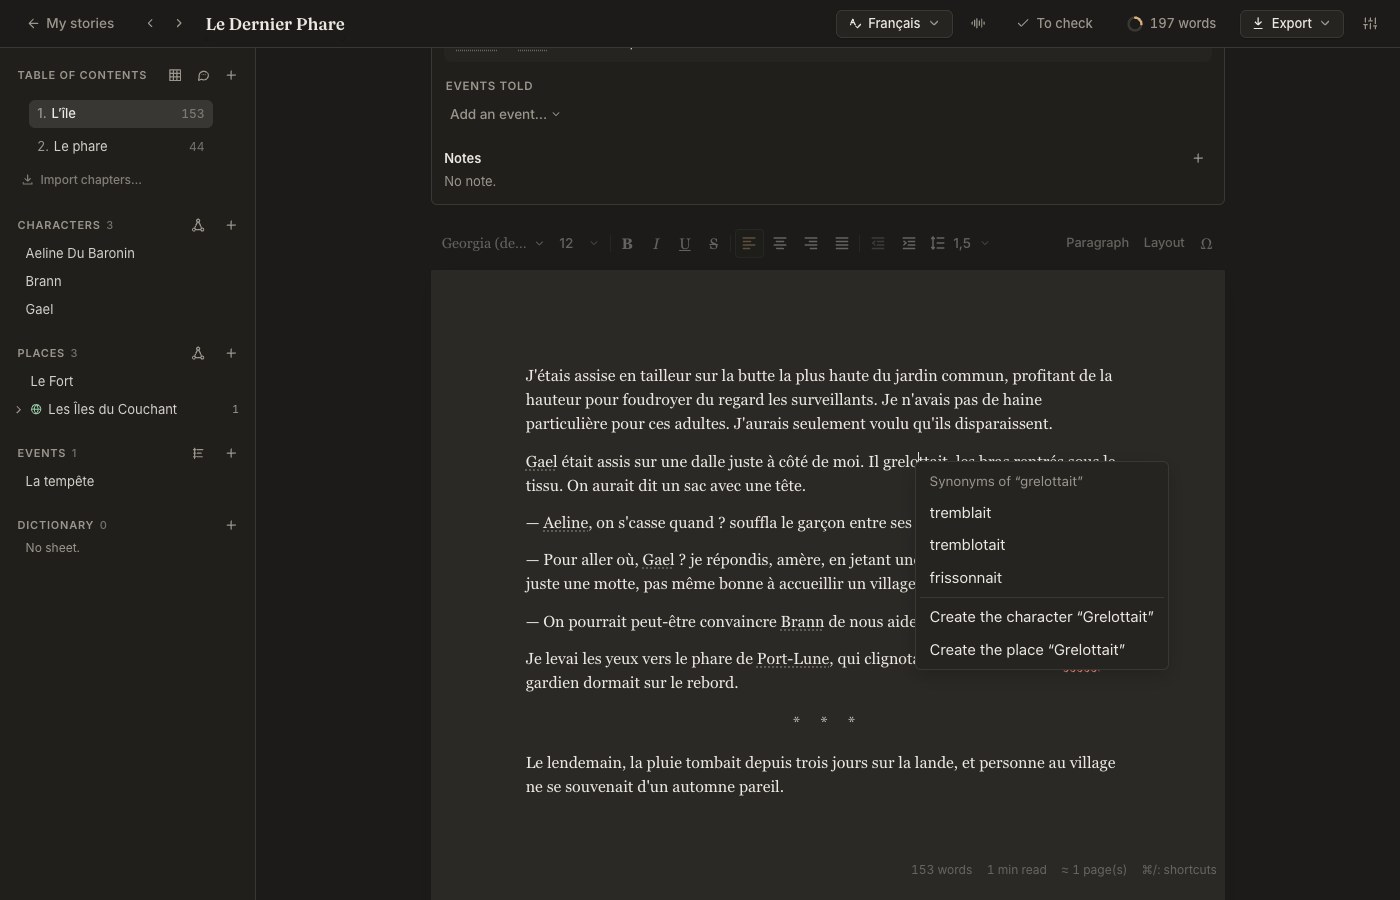 My stories
Le Dernier Phare
Français
To check
197 words
Export
TABLE OF CONTENTS
1. L'île 153
2. Le phare 44
Import chapters...
CHARACTERS 3
Aeline Du Baronin
Brann
Gael
PLACES 3
Le Fort
Les Îles du Couchant 1
EVENTS 1
La tempête
DICTIONARY 0
No sheet.
EVENTS TOLD
Add an event...
Notes
No note.
Georgia (de... 12 B I U S 1,5 Paragraph Layout Ω
J'étais assise en tailleur sur la butte la plus haute du jardin commun, profitant de la
hauteur pour foudroyer du regard les surveillants. Je n'avais pas de haine
particulière pour ces adultes. J'aurais seulement voulu qu'ils disparaissent.
Gael était assis sur une dalle juste à côté de moi. Il grelottait, les bras rentrés sous le
tissu. On aurait dit un sac avec une tête.
— Aeline, on s'casse quand ? souffla le garçon entre ses
— Pour aller où, Gael ? je répondis, amère, en jetant une
juste une motte, pas même bonne à accueillir un village
— On pourrait peut-être convaincre Brann de nous aide
Je levai les yeux vers le phare de Port-Lune, qui clignota
gardien dormait sur le rebord.
* * *
Le lendemain, la pluie tombait depuis trois jours sur la lande, et personne au village
ne se souvenait d'un automne pareil.
Synonyms of “grelottait”
tremblait
tremblotait
frissonnait
Create the character “Grelottait”
Create the place “Grelottait”
153 words 1 min read ≈ 1 page(s) ⌘/: shortcuts